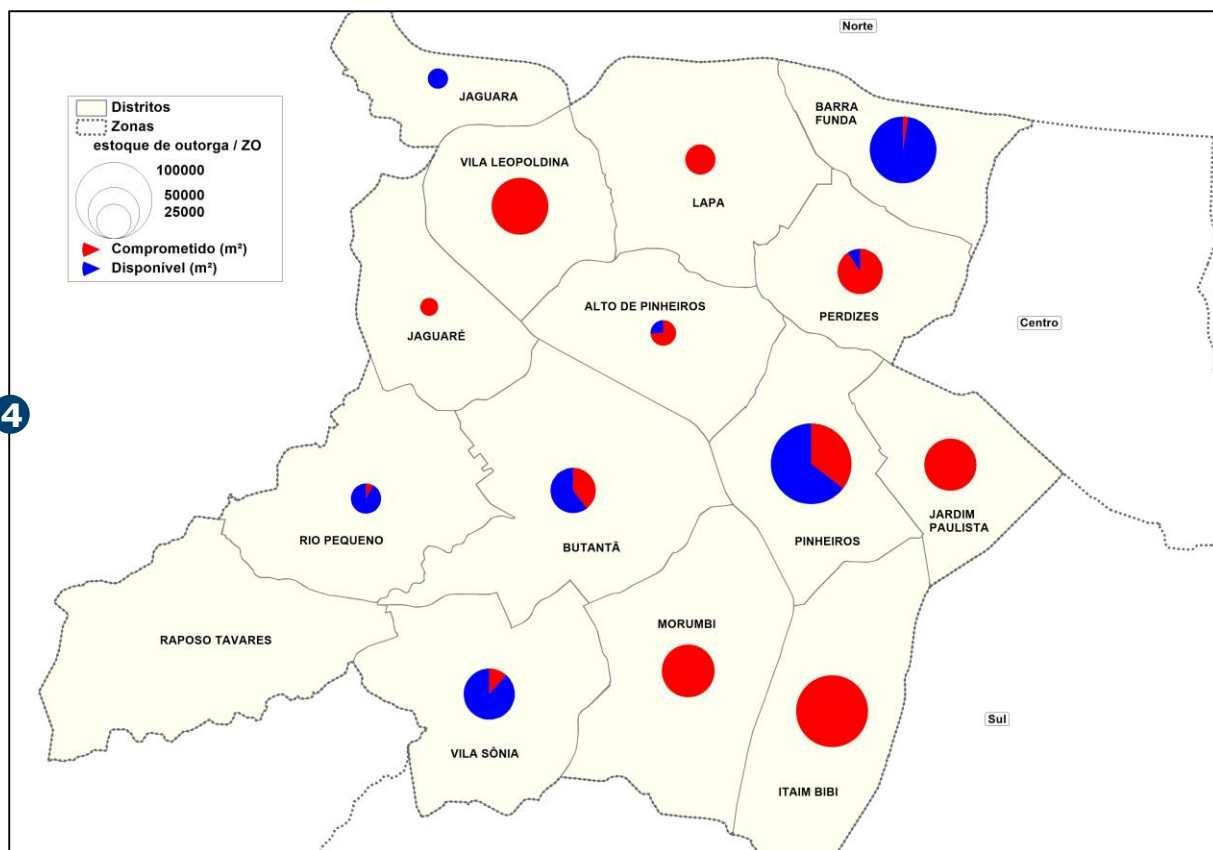 Norte
JAGUARA
Distritos
Zonas
estoque de outorga / ZO
100000
50000
25000
Comprometido (m²)
Disponível (m²)
BARRA
FUNDA
VILA LEOPOLDINA
LAPA
ALTO DE PINHEIROS
PERDIZES
JAGUARÉ
Centro
4
RIO PEQUENO
BUTANTÃ
PINHEIROS
JARDIM
PAULISTA
RAPOSO TAVARES
MORUMBI
VILA SÔNIA
ITAIM BIBI
Sul